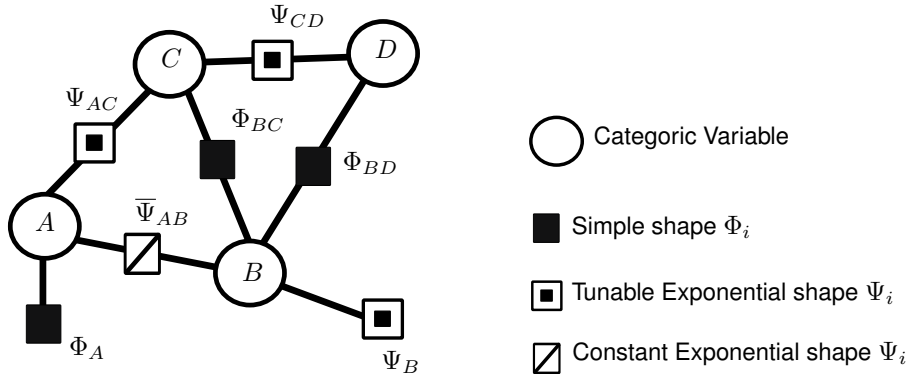 Ψ_CD
C
D
Ψ_AC
Φ_BC
Categoric Variable
Φ_BD
A
Ψ̅_AB
Simple shape Φ_i
B
Tunable Exponential shape Ψ_i
Φ_A
Ψ_B
Constant Exponential shape Ψ_i